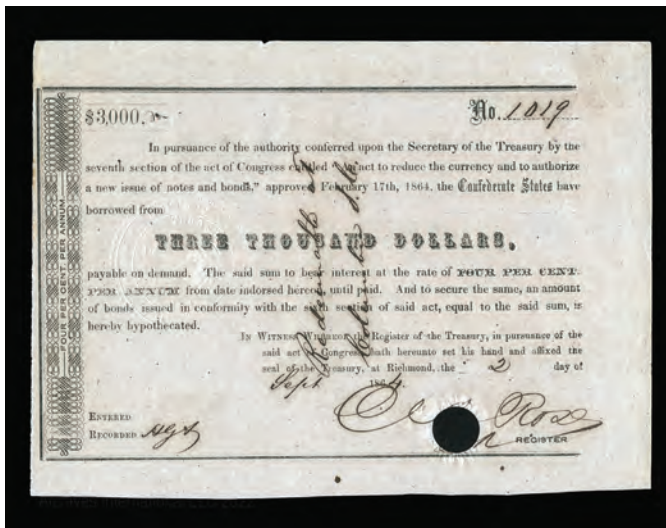 $3,000.
No. 1019
In pursuance of the authority conferred upon the Secretary of the Treasury by the
seventh section of the act of Congress entitled "An act to reduce the currency and to authorize
a new issue of notes and bonds," approved February 17th, 1864, the Confederate States have
borrowed from
THREE THOUSAND DOLLARS,
payable on demand. The said sum to bear interest at the rate of FOUR PER CENT.
PER ANNUM from date indorsed hereon, until paid. And to secure the same, an amount
of bonds issued in conformity with the sixth section of said act, equal to the said sum, is
hereby hypothecated.
IN WITNESS WHEREOF, the Register of the Treasury, in pursuance of the
said act of Congress, hath hereunto set his hand and affixed the
seal of the Treasury, at Richmond, the 2 day of
Sept 1864.
ENTERED
RECORDED
Rose
REGISTER
FOUR PER CENT. PER ANNUM
Redeemable at
Columbia S.C.